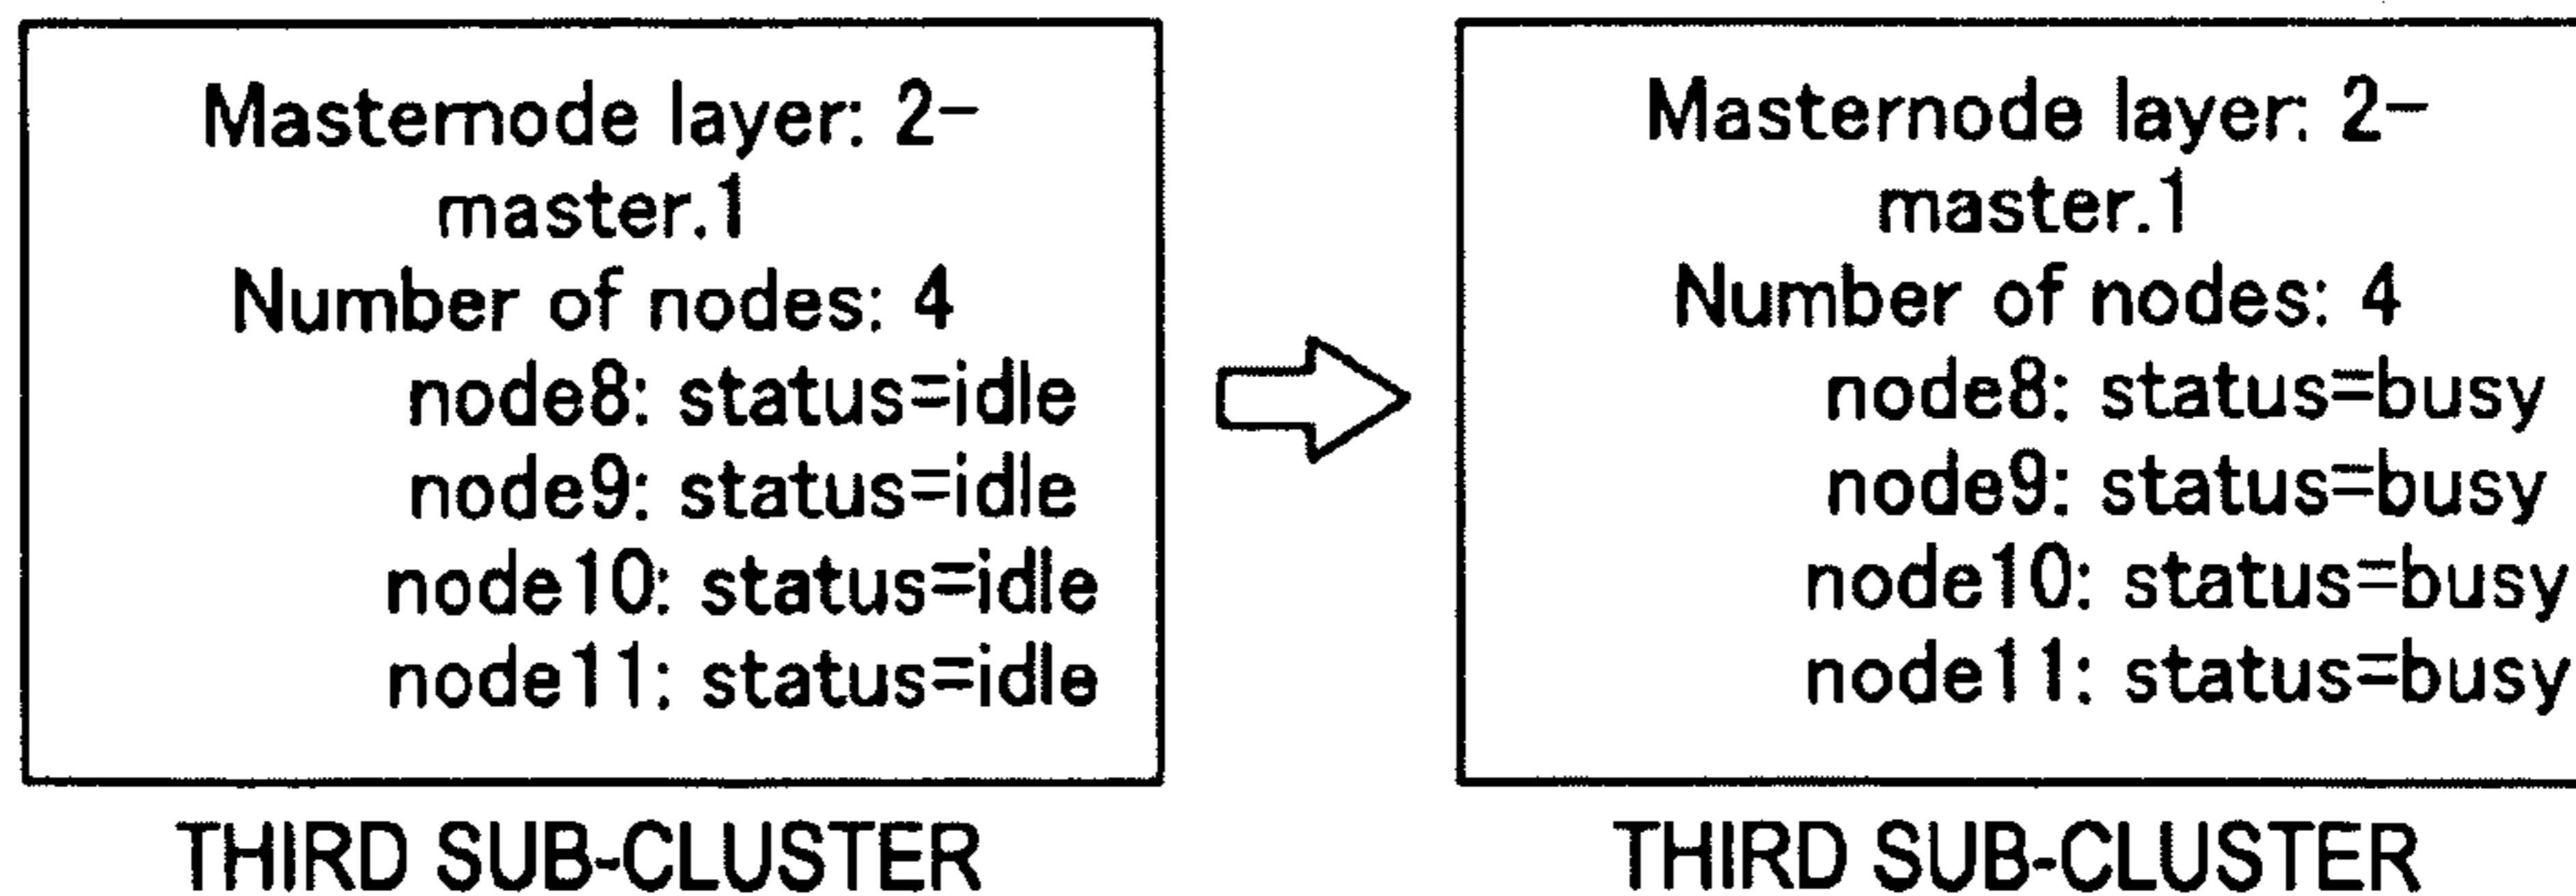 Masternode layer: 2-
master.1
Number of nodes: 4
node8: status=idle
node9: status=idle
node10: status=idle
node11: status=idle
THIRD SUB-CLUSTER
Masternode layer: 2-
master.1
Number of nodes: 4
node8: status=busy
node9: status=busy
node10: status=busy
node11: status=busy
THIRD SUB-CLUSTER